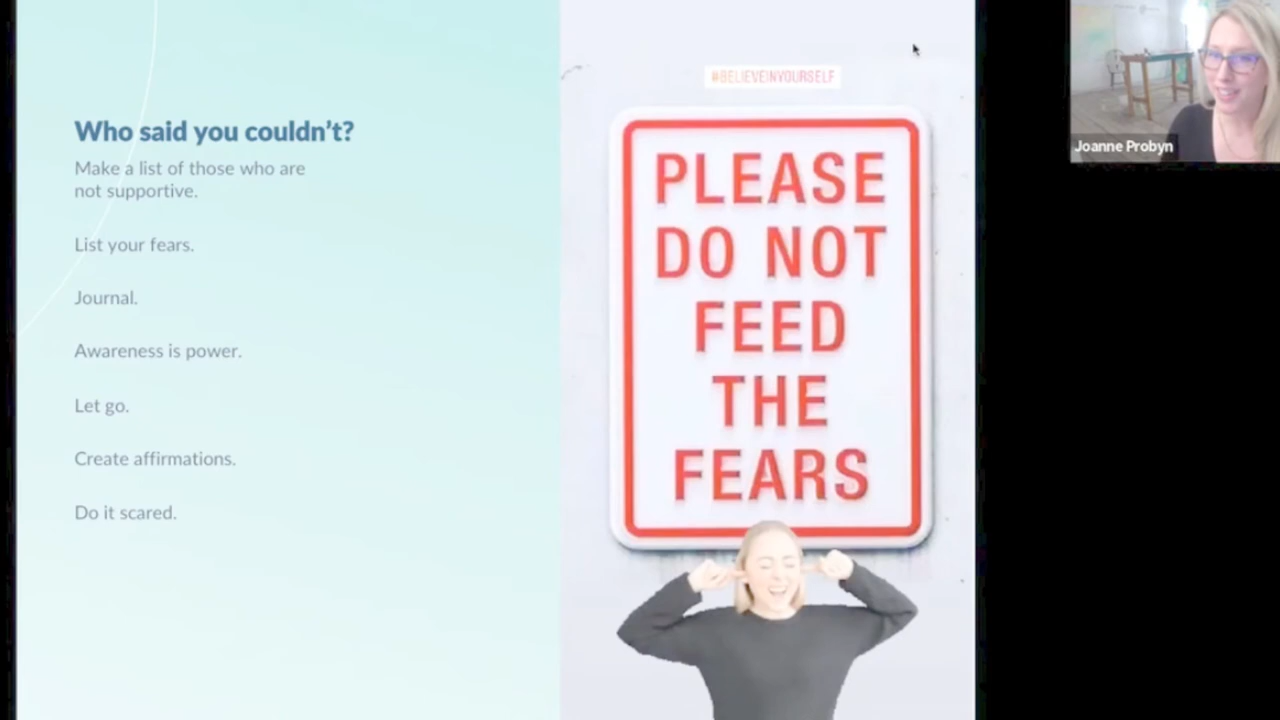 Who said you couldn't?
Make a list of those who are
not supportive.
List your fears.
Journal.
Awareness is power.
Let go.
Create affirmations.
Do it scared.
#BELIEVEINYOURSELF
PLEASE
DO NOT
FEED
THE
FEARS
Joanne Probyn